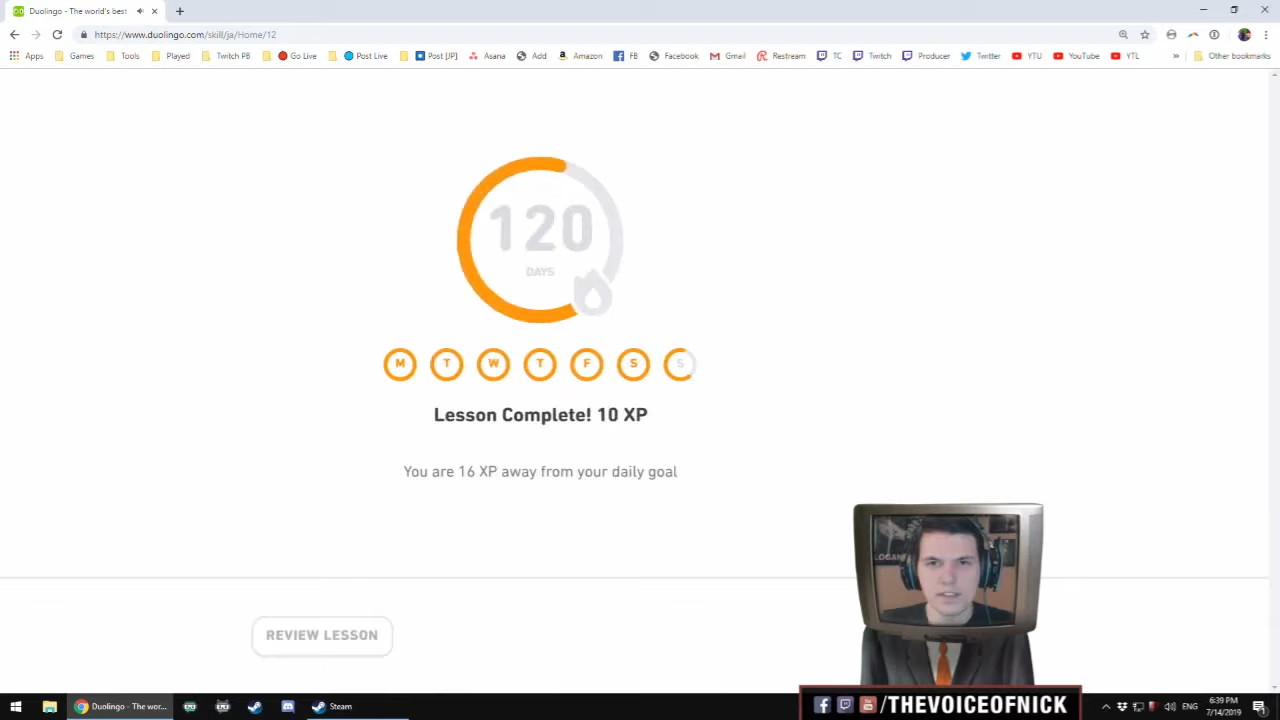 Duolingo - The world's best
https://www.duolingo.com/skill/ja/Home/12
Apps Games Tools Played Twitch PB Go Live Post Live Post [JP] Asana Add Amazon FB Facebook Gmail Restream TC Twitch Producer Twitter YTU YouTube YTL » Other bookmarks
120
DAYS
M T W T F S S
Lesson Complete! 10 XP
You are 16 XP away from your daily goal
LOGAN
REVIEW LESSON
/THEVOICEOFNICK
Duolingo - The wor... Steam
ENG
6:39 PM
7/14/2019